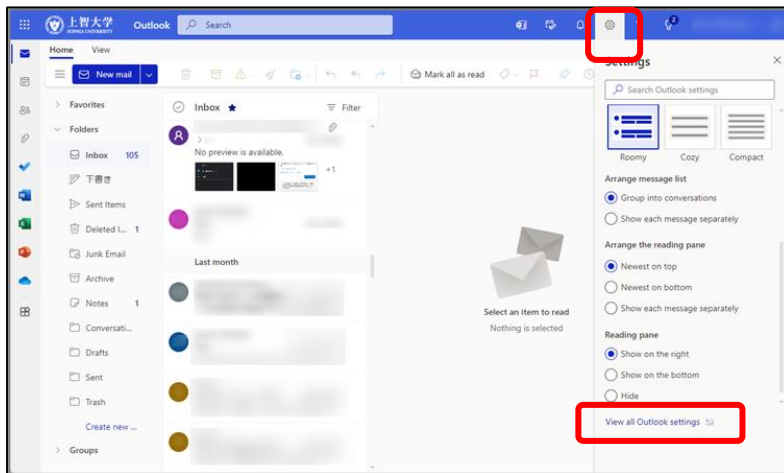 上智大学
SOPHIA UNIVERSITY
Outlook
Search
2
Home View
New mail
Mark all as read
Favorites
Folders
Inbox 105
下書き
Sent Items
Deleted I... 1
Junk Email
Archive
Notes 1
Conversati...
Drafts
Sent
Trash
Create new ...
Groups
Inbox ★
Filter
A
No preview is available.
+1
Last month
Select an item to read
Nothing is selected
Settings
Search Outlook settings
Roomy Cozy Compact
Arrange message list
Group into conversations
Show each message separately
Arrange the reading pane
Newest on top
Newest on bottom
Show each message separately
Reading pane
Show on the right
Show on the bottom
Hide
View all Outlook settings